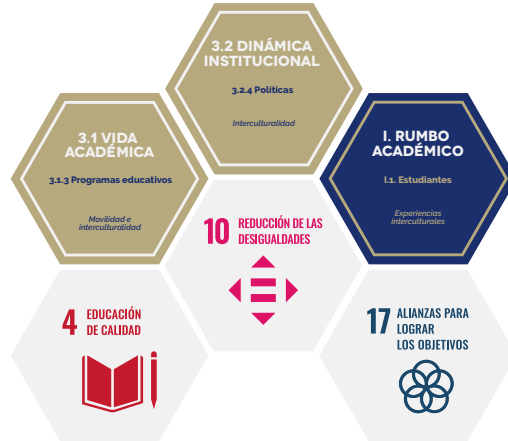 3.2 DINÁMICA
INSTITUCIONAL
3.2.4 Políticas
Interculturalidad
3.1 VIDA
ACADÉMICA
3.1.3 Programas educativos
Movilidad e
interculturalidad
I. RUMBO
ACADÉMICO
I.1. Estudiantes
Experiencias
interculturales
10 REDUCCIÓN DE LAS
DESIGUALDADES
4 EDUCACIÓN
DE CALIDAD
17 ALIANZAS PARA
LOGRAR
LOS OBJETIVOS